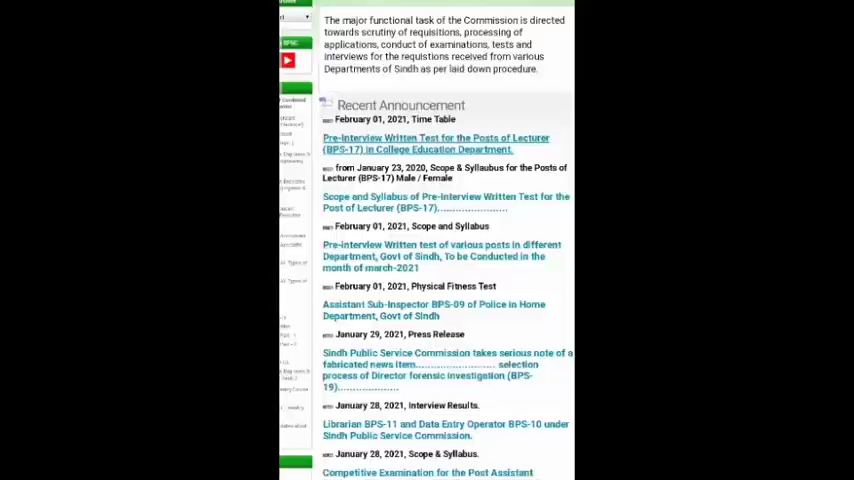 The major functional task of the Commission is directed
towards scrutiny of requisitions, processing of
applications, conduct of examinations, tests and
interviews for the requistions received from various
Departments of Sindh as per laid down procedure.
Recent Announcement
February 01, 2021, Time Table
Pre-Interview Written Test for the Posts of Lecturer
(BPS-17) in College Education Department.
from January 23, 2020, Scope & Syllaubus for the Posts of
Lecturer (BPS-17) Male / Female
Scope and Syllabus of Pre-Interview Written Test for the
Post of Lecturer (BPS-17)......................
February 01, 2021, Scope and Syllabus
Pre-interview Written test of various posts in different
Department, Govt of Sindh, To be Conducted in the
month of march-2021
February 01, 2021, Physical Fitness Test
Assistant Sub-Inspector BPS-09 of Police in Home
Department, Govt of Sindh
January 29, 2021, Press Release
Sindh Public Service Commission takes serious note of a
fabricated news item......................... selection
process of Director forensic investigation (BPS-
19)...................
January 28, 2021, Interview Results.
Librarian BPS-11 and Data Entry Operator BPS-10 under
Sindh Public Service Commission.
January 28, 2021, Scope & Syllabus.
Competitive Examination for the Post Assistant